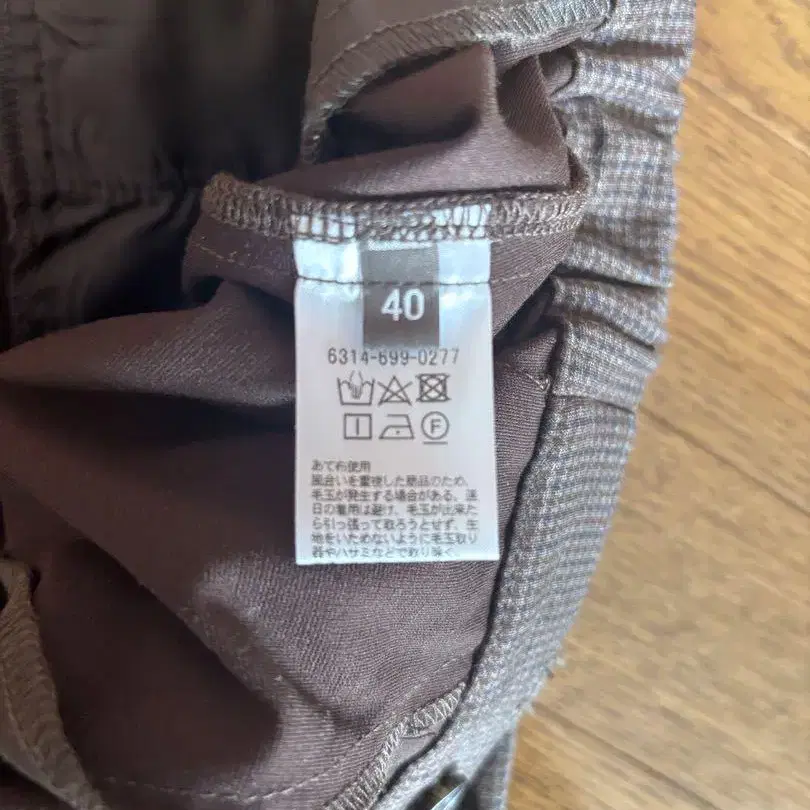 40
6314-699-0277
F
あて布使用
風合いを重視した商品のため、
毛玉が発生する場合がある。連
日の着用は避け、毛玉が出来た
ら引っ張って取ろうとせず、生
地をいためないように毛玉取り
器やハサミなどで取り除く。